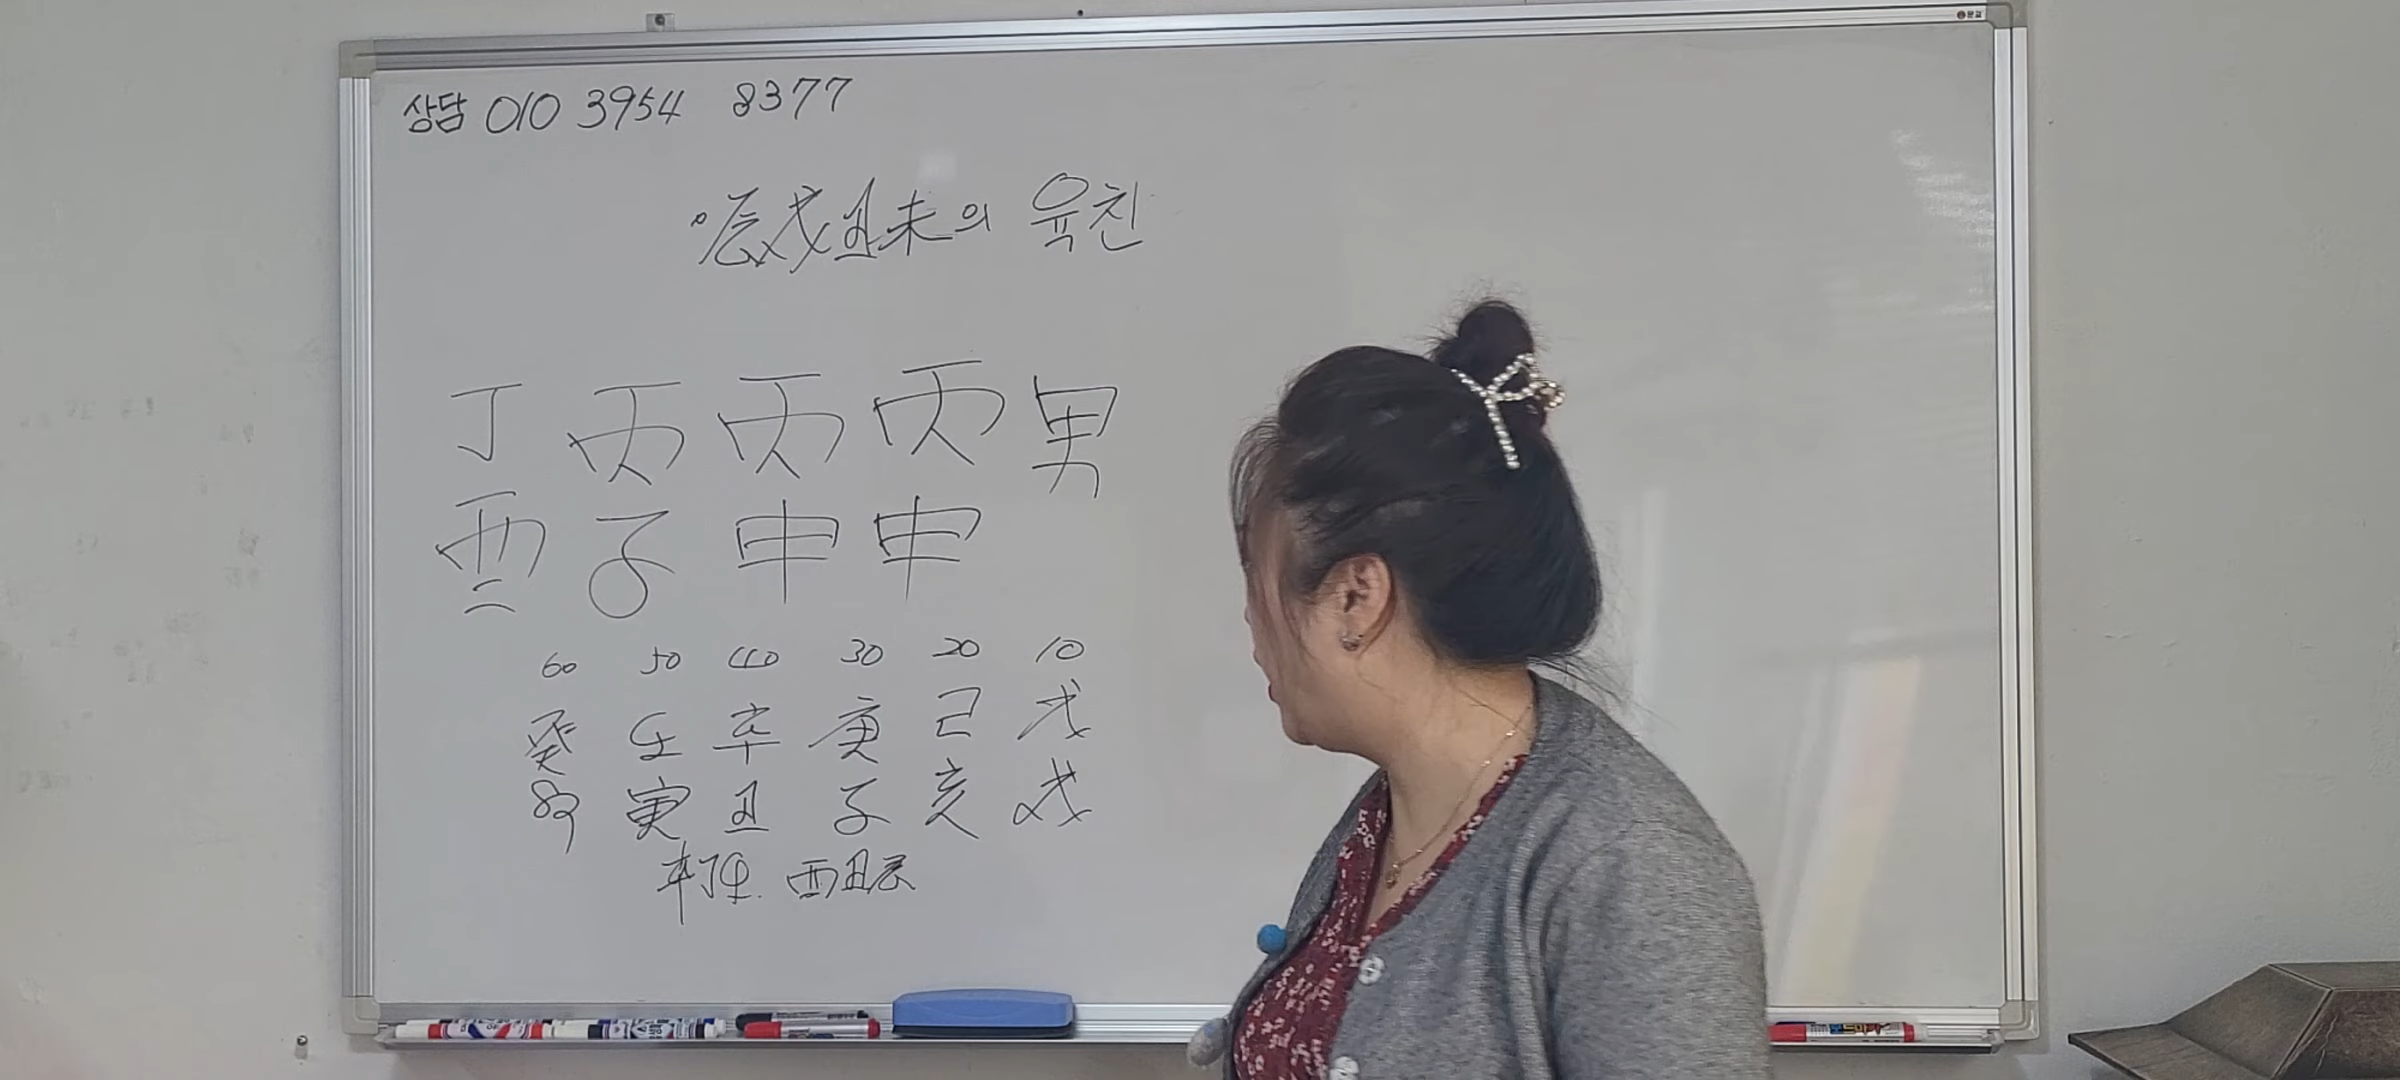 상담 010 3954 8377
辰戌丑未의 육친
丁 丙 丙 丙 男
酉 子 申 申
60 50 40 30 20 10
癸 壬 辛 庚 己 戊
卯 寅 丑 子 亥 戌
酉丑辰